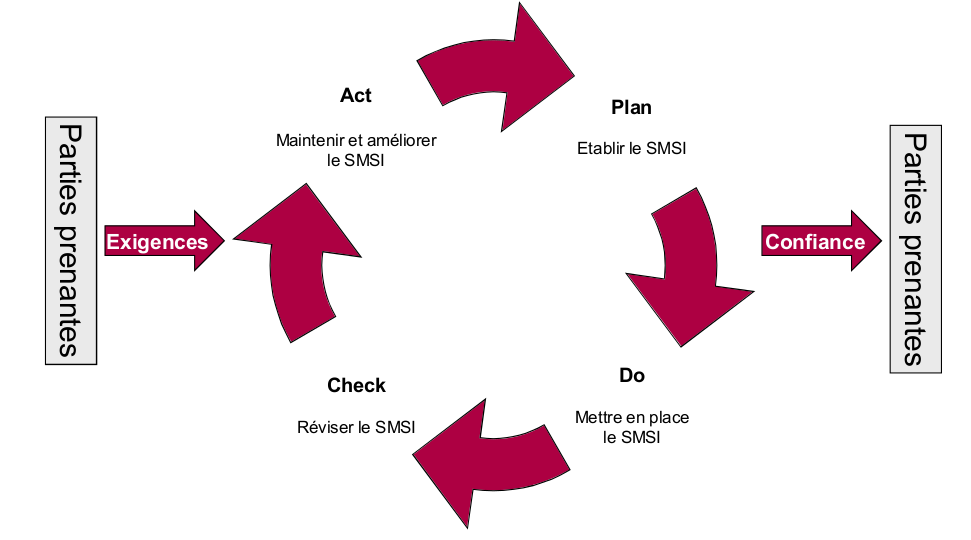 Parties prenantes
Exigences
Act
Maintenir et améliorer
le SMSI
Plan
Etablir le SMSI
Check
Réviser le SMSI
Do
Mettre en place
le SMSI
Confiance
Parties prenantes